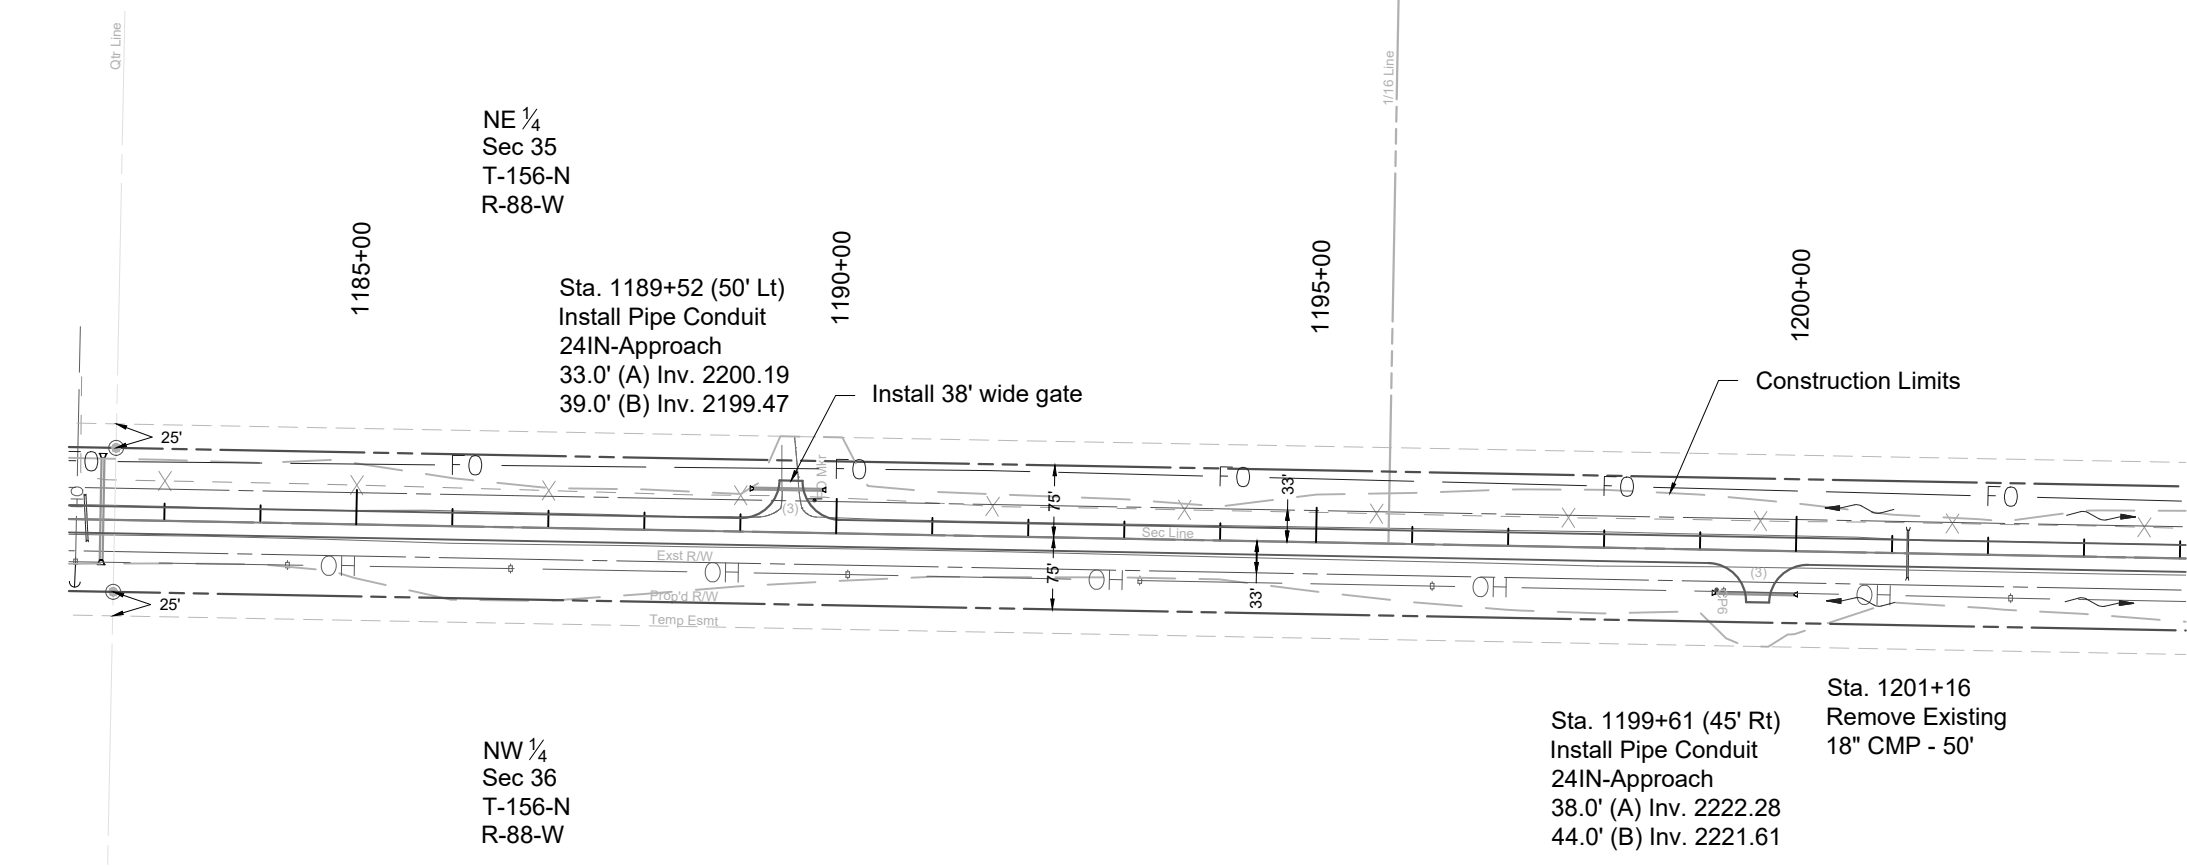 Qtr Line
1/16 Line
NE ¼
Sec 35
T-156-N
R-88-W
1185+00
1190+00
1195+00
1200+00
Sta. 1189+52 (50' Lt)
Install Pipe Conduit
24IN-Approach
33.0' (A) Inv. 2200.19
39.0' (B) Inv. 2199.47
Install 38' wide gate
Construction Limits
25'
FO
FO
FO
FO
FO
Mkr
(3)
75'
33'
Sec Line
Exst R/W
OH
OH
OH
OH
OH
75'
33'
(3)
Prop'd R/W
25'
Temp Esmt
NW ¼
Sec 36
T-156-N
R-88-W
Sta. 1199+61 (45' Rt)
Install Pipe Conduit
24IN-Approach
38.0' (A) Inv. 2222.28
44.0' (B) Inv. 2221.61
Sta. 1201+16
Remove Existing
18" CMP - 50'